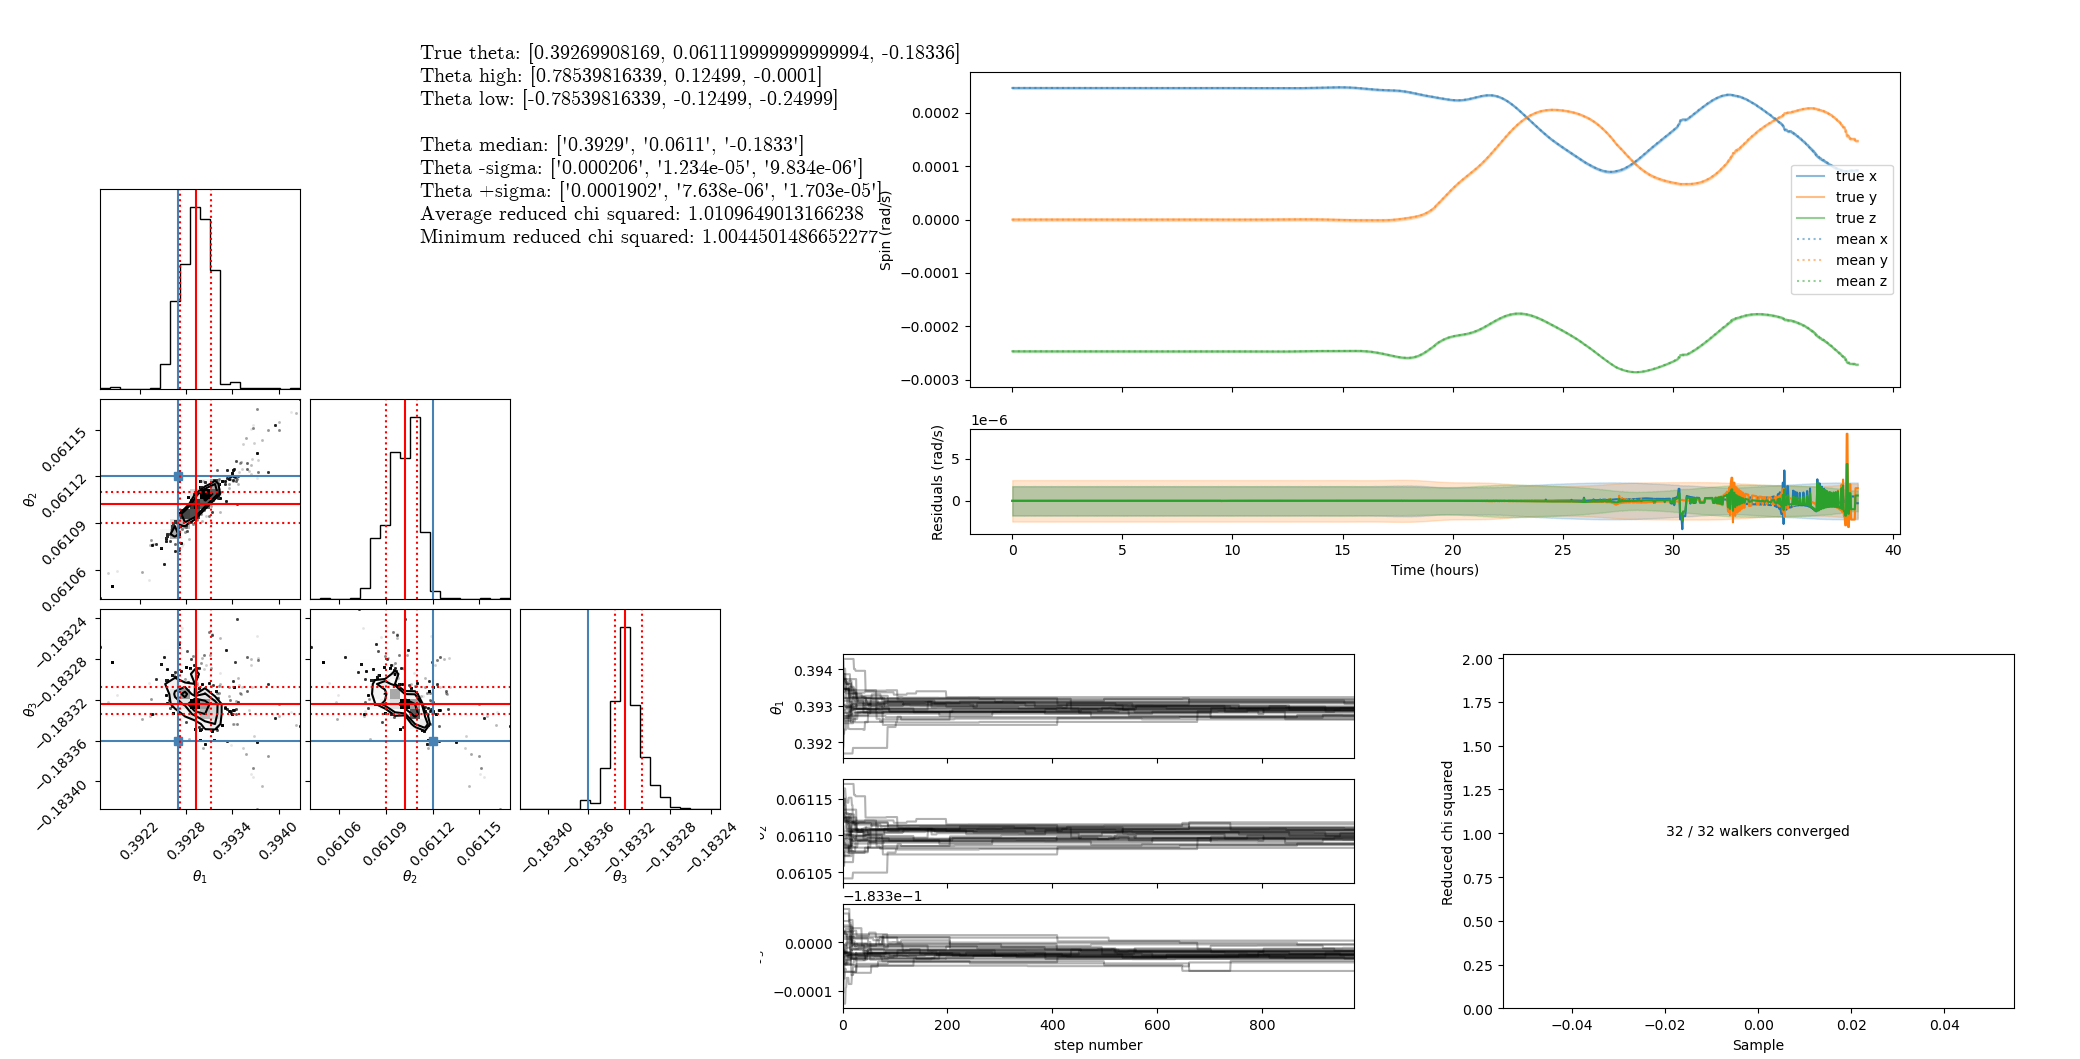 True theta: [0.39269908169, 0.061119999999999994, -0.18336]
Theta high: [0.78539816339, 0.12499, -0.0001]
Theta low: [-0.78539816339, -0.12499, -0.24999]
Theta median: ['0.3929', '0.0611', '-0.1833']
Theta -sigma: ['0.000206', '1.234e-05', '9.834e-06']
Theta +sigma: ['0.0001902', '7.638e-06', '1.703e-05']
Average reduced chi squared: 1.0109649013166238
Minimum reduced chi squared: 1.0044501486652277
0.0002
0.0001
0.0000
−0.0001
−0.0002
−0.0003
Spin (rad/s)
true x
true y
true z
mean x
mean y
mean z
1e−6
5
0
Residuals (rad/s)
0 5 10 15 20 25 30 35 40
Time (hours)
θ2
0.06115
0.06112
0.06109
0.06106
θ3
−0.18324
−0.18328
−0.18332
−0.18336
−0.18340
0.3922 0.3928 0.3934 0.3940
θ1
0.06106 0.06109 0.06112 0.06115
θ2
−0.18340 −0.18336 −0.18332 −0.18328 −0.18324
θ3
θ1
0.394
0.393
0.392
0.06115
0.06110
0.06105
−1.833e−1
0.0000
−0.0001
0 200 400 600 800
step number
Reduced chi squared
2.00
1.75
1.50
1.25
1.00
0.75
0.50
0.25
0.00
32 / 32 walkers converged
−0.04 −0.02 0.00 0.02 0.04
Sample